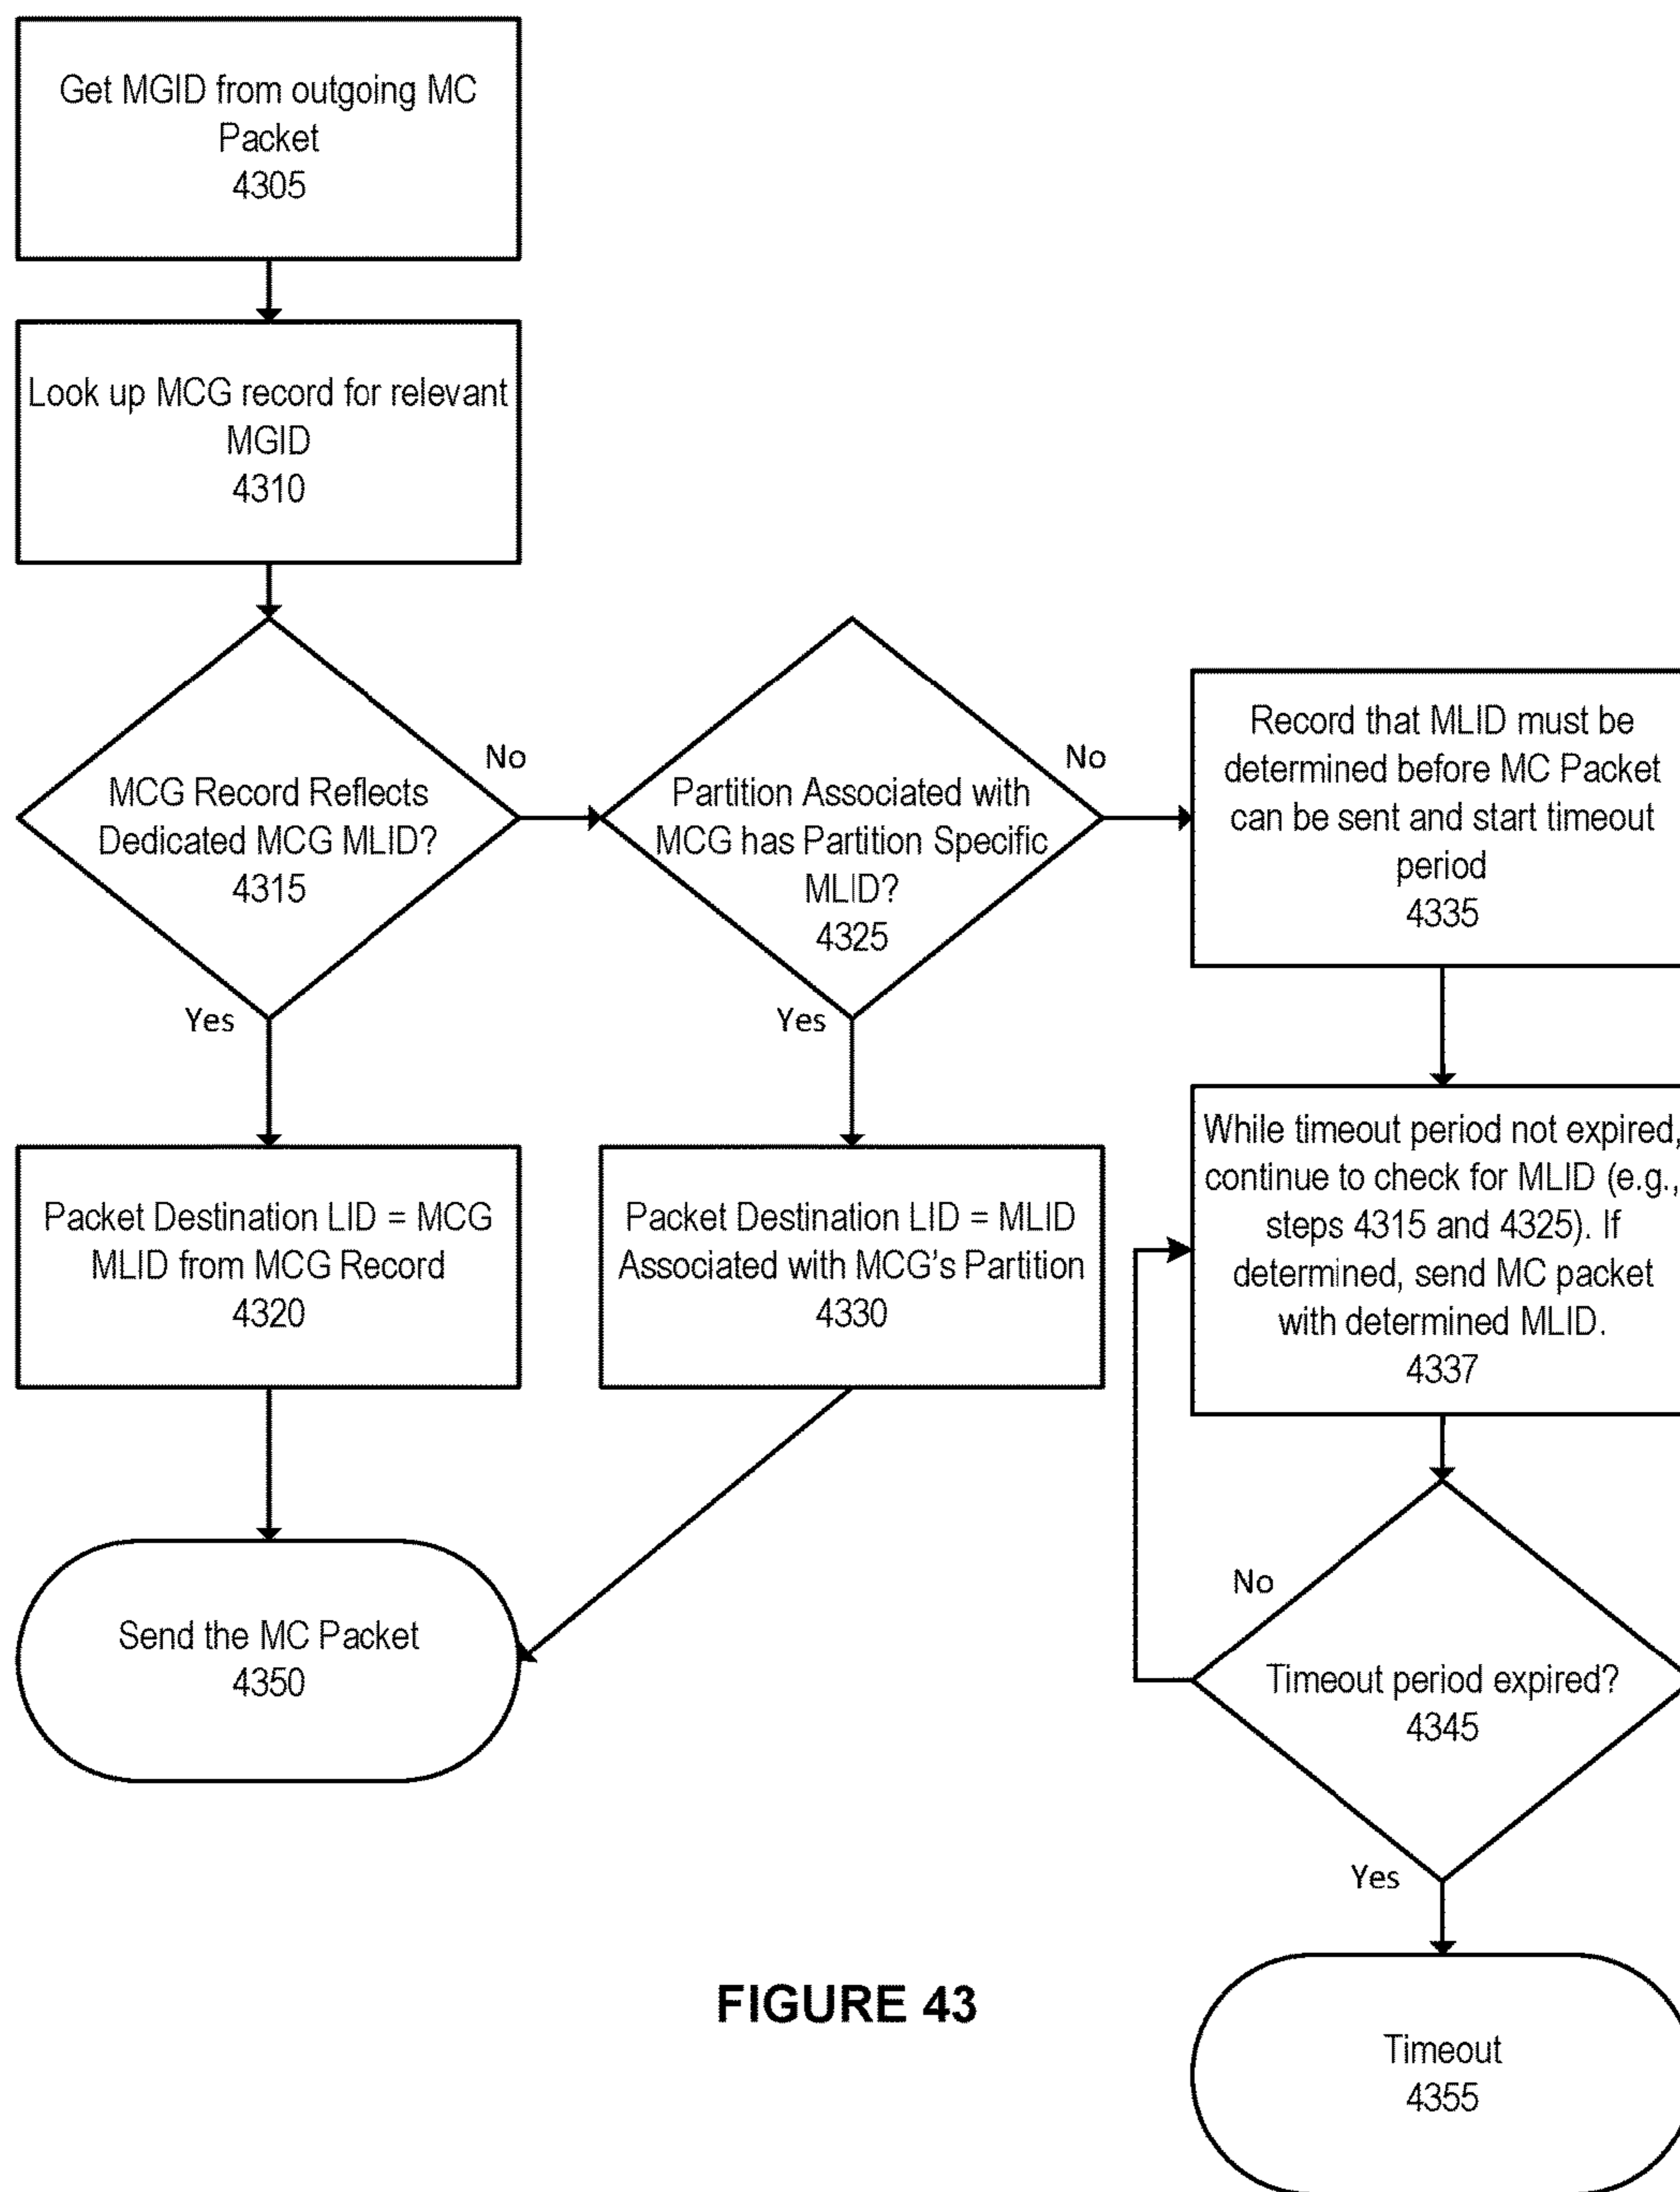 Get MGID from outgoing MC
Packet
4305
Look up MCG record for relevant
MGID
4310
MCG Record Reflects
Dedicated MCG MLID?
4315
No
Yes
Partition Associated with
MCG has Partition Specific
MLID?
4325
No
Yes
Record that MLID must be
determined before MC Packet
can be sent and start timeout
period
4335
Packet Destination LID = MCG
MLID from MCG Record
4320
Packet Destination LID = MLID
Associated with MCG's Partition
4330
While timeout period not expired,
continue to check for MLID (e.g.,
steps 4315 and 4325). If
determined, send MC packet
with determined MLID.
4337
Send the MC Packet
4350
No
Timeout period expired?
4345
Yes
Timeout
4355
FIGURE 43